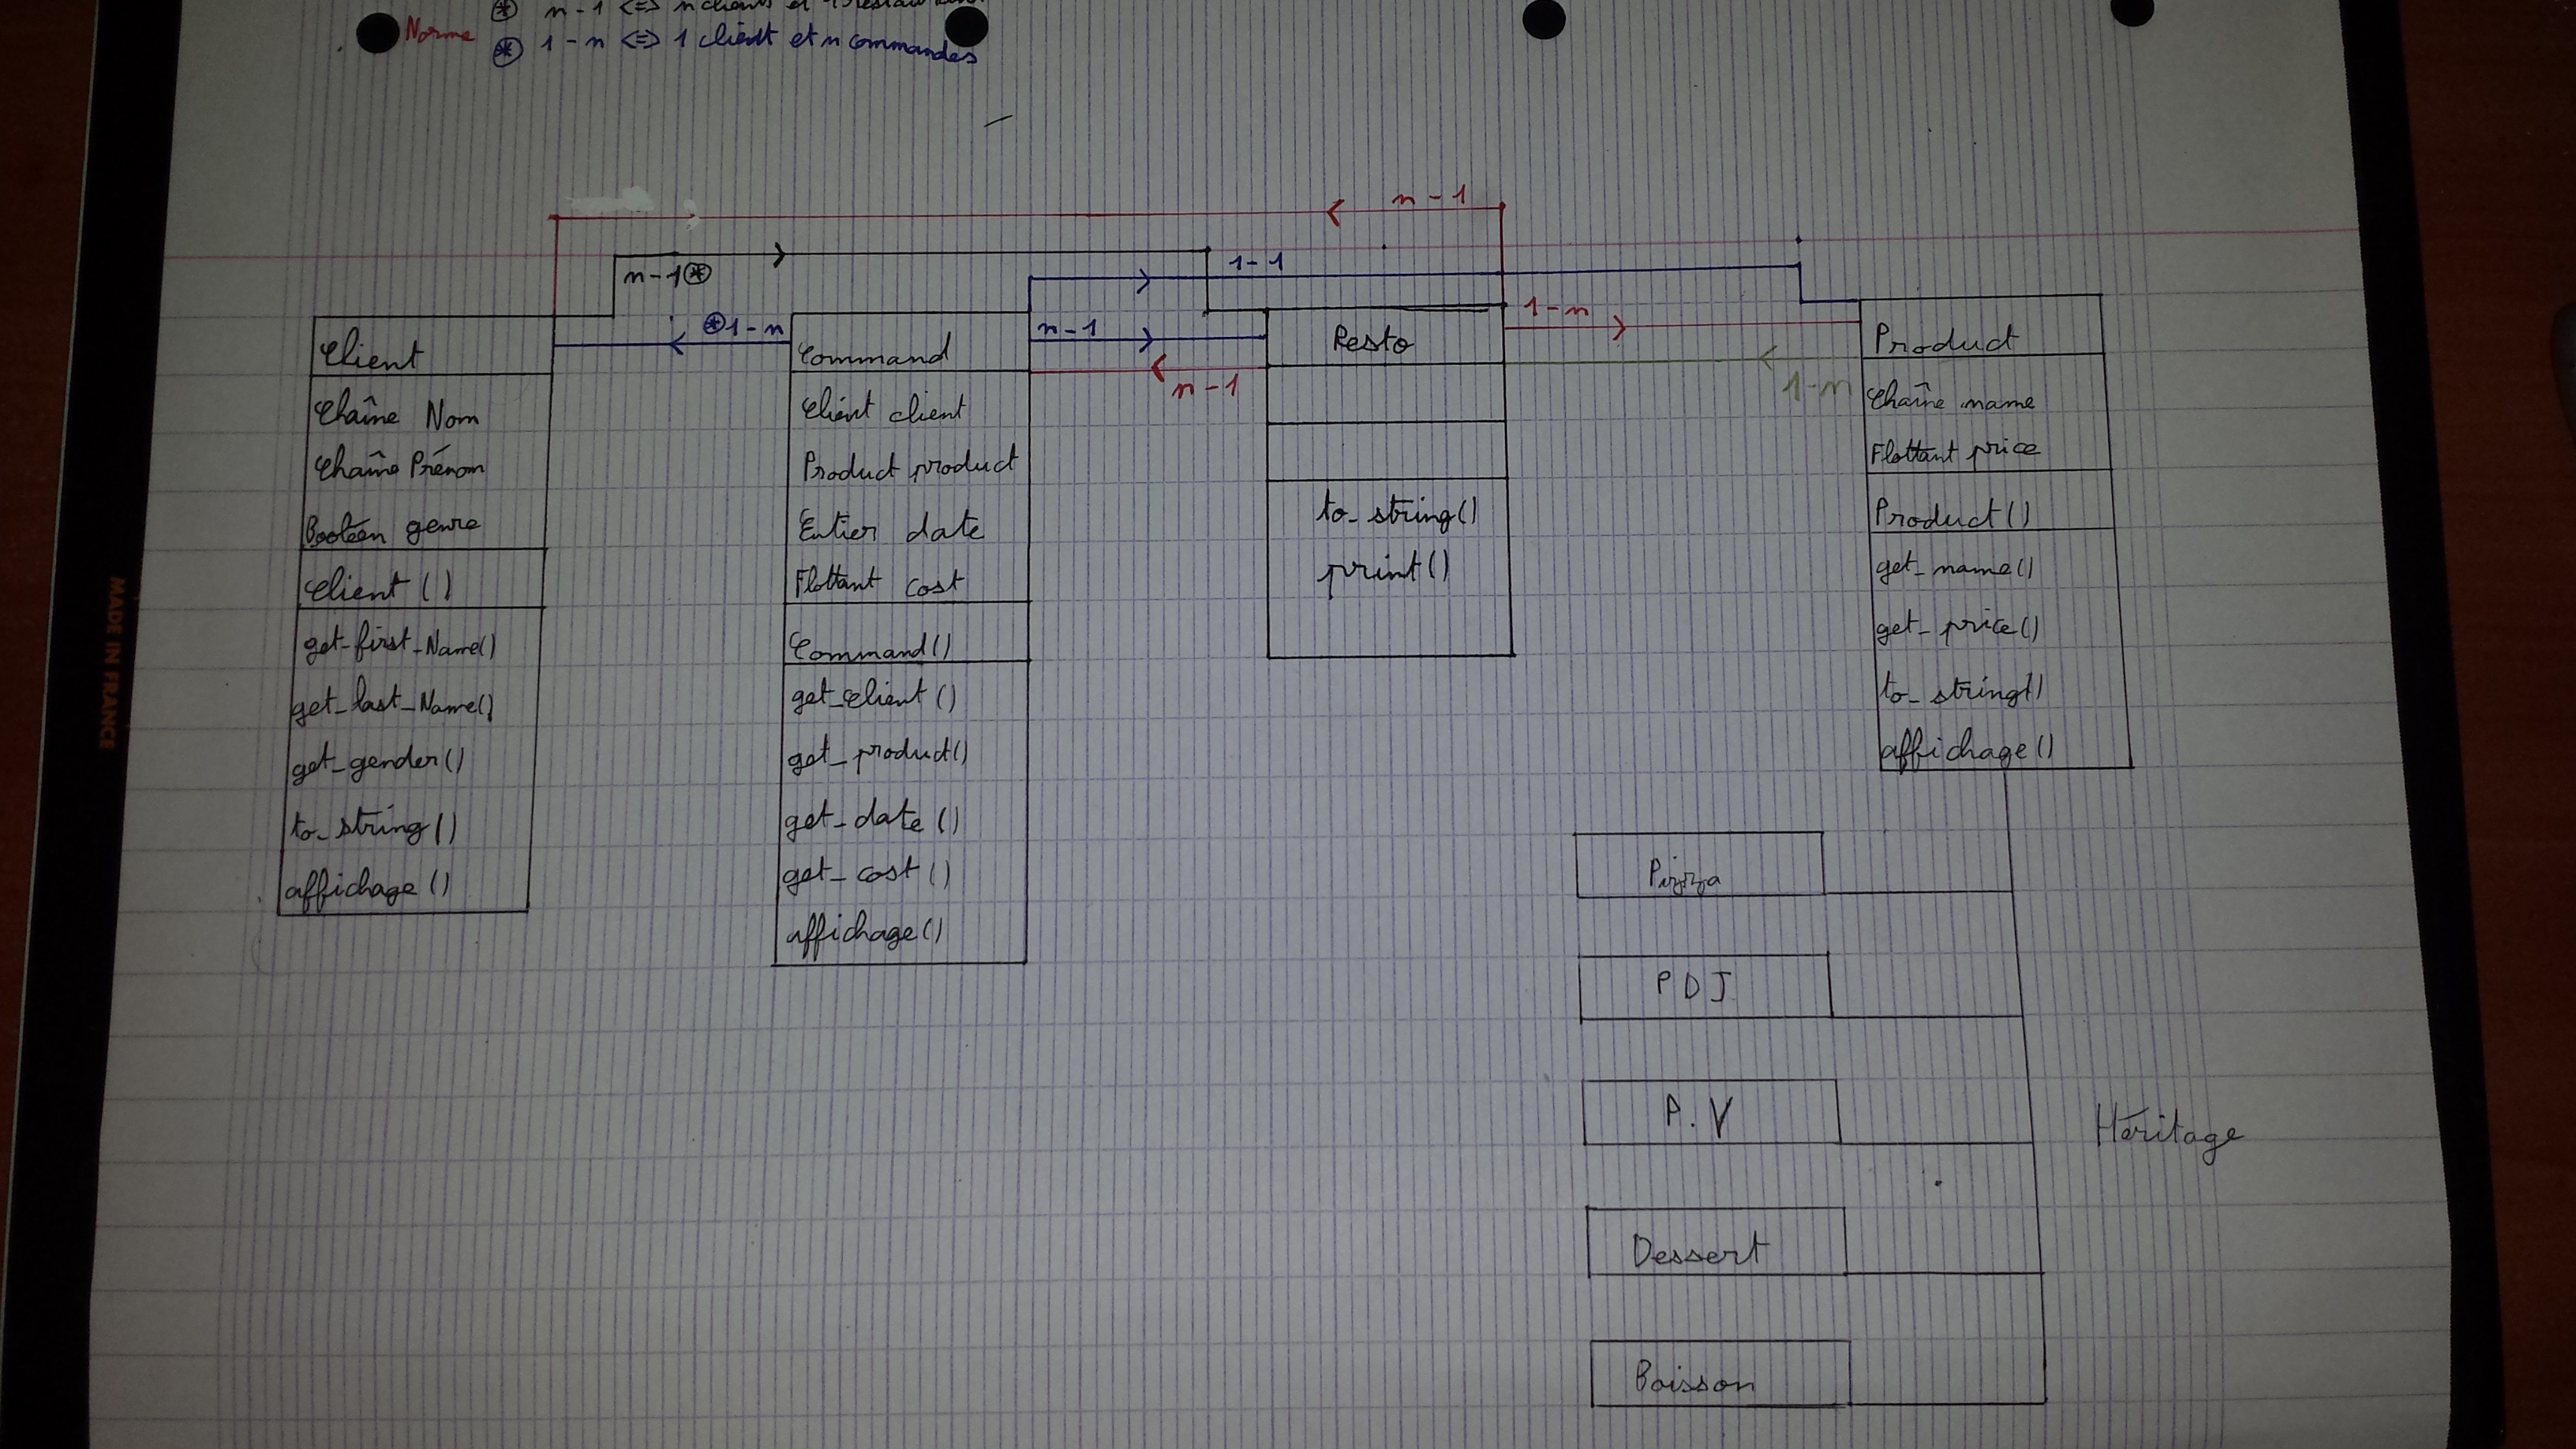 ⊛ n-1 <=> n clients et 1 restaurant
Norme
⊛ 1-n <=> 1 client et n commandes
n-1
n-1⊛
1-1
⊛1-n
n-1
n-1
1-n
1-n
Client
Chaîne Nom
Chaîne Prénom
Booléen genre
Client ()
get_first_Name()
get_last_Name()
get_gender()
to_string()
affichage ()
Command
Client client
Product product
Entier date
Flottant cost
Command()
get_client ()
get_product()
get_date ()
get_cost ()
affichage()
Resto
to_string()
print()
Product
Chaîne name
Flottant price
Product()
get_name()
get_price()
to_string()
affichage()
Pizza
PDJ
P.V
Dessert
Boisson
Héritage
MADE IN FRANCE